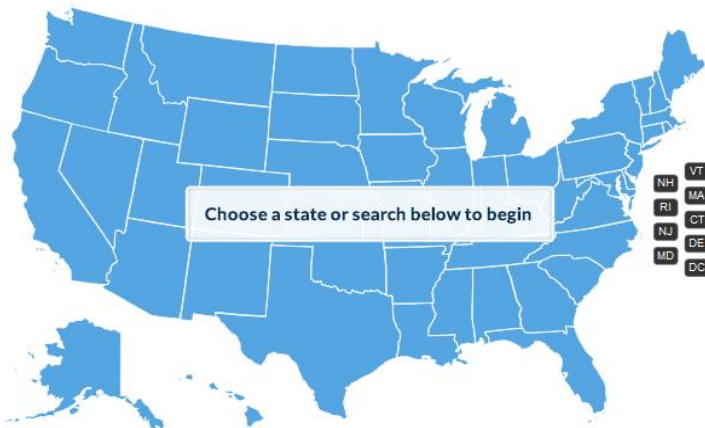 Choose a state or search below to begin
VT
NH
MA
RI
CT
NJ
DE
MD
DC